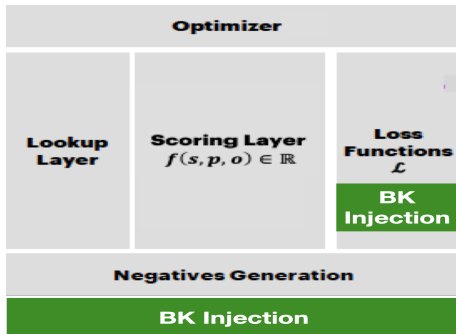 Optimizer
Lookup
Layer
Scoring Layer
f(s, p, o) ∈ ℝ
Loss
Functions
ℒ
BK
Injection
Negatives Generation
BK Injection